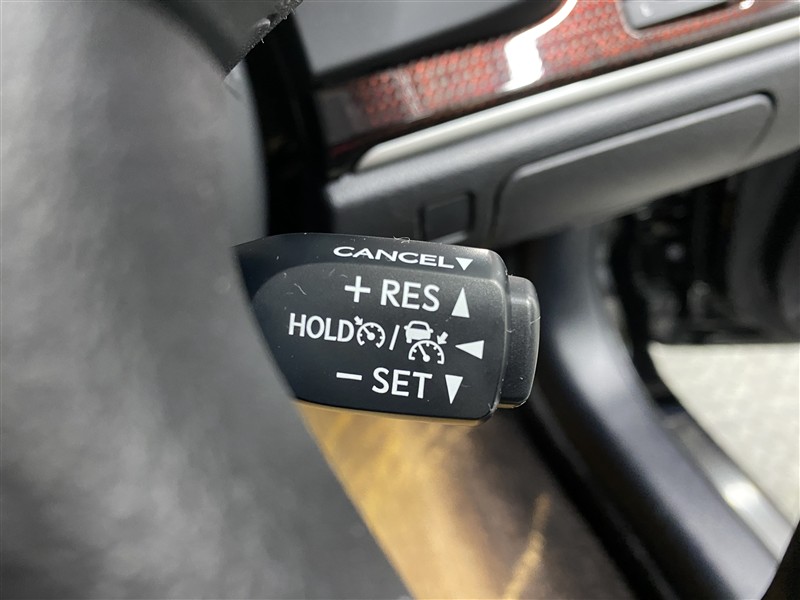 CANCEL▼
+ RES ▲
HOLD / ◀
− SET ▼